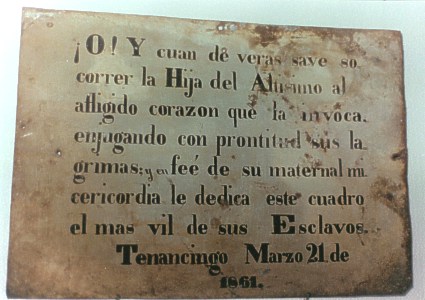 ¡O! Y cuan dê veras save so
correr la Hija del Altisimo al
afligido corazon que la invoca.
enjugando con prontitud sus la
grimas; y en feé de su maternal mi
cericordia le dedica este cuadro
el mas vil de sus Esclavos.
Tenancingo Marzo 21 de
1861.